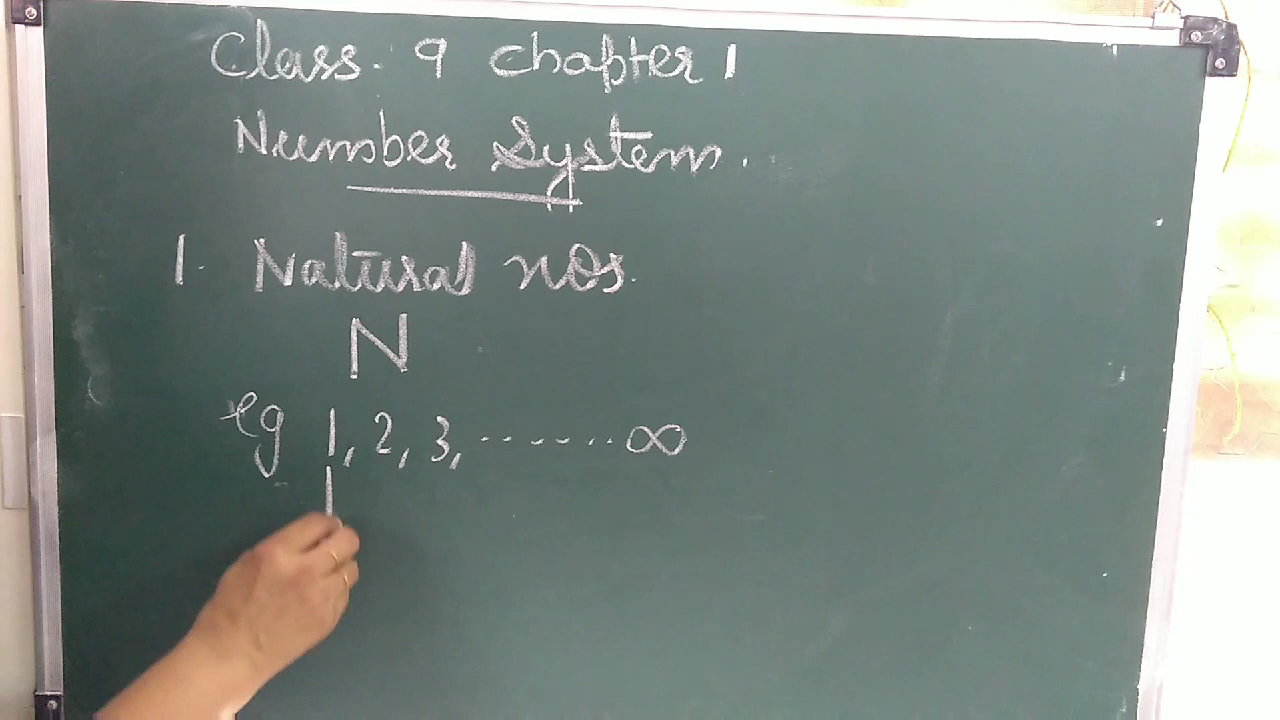 Class. 9 Chapter 1
Number System.
1. Natural nos.
N
eg 1, 2, 3, ........ ∞